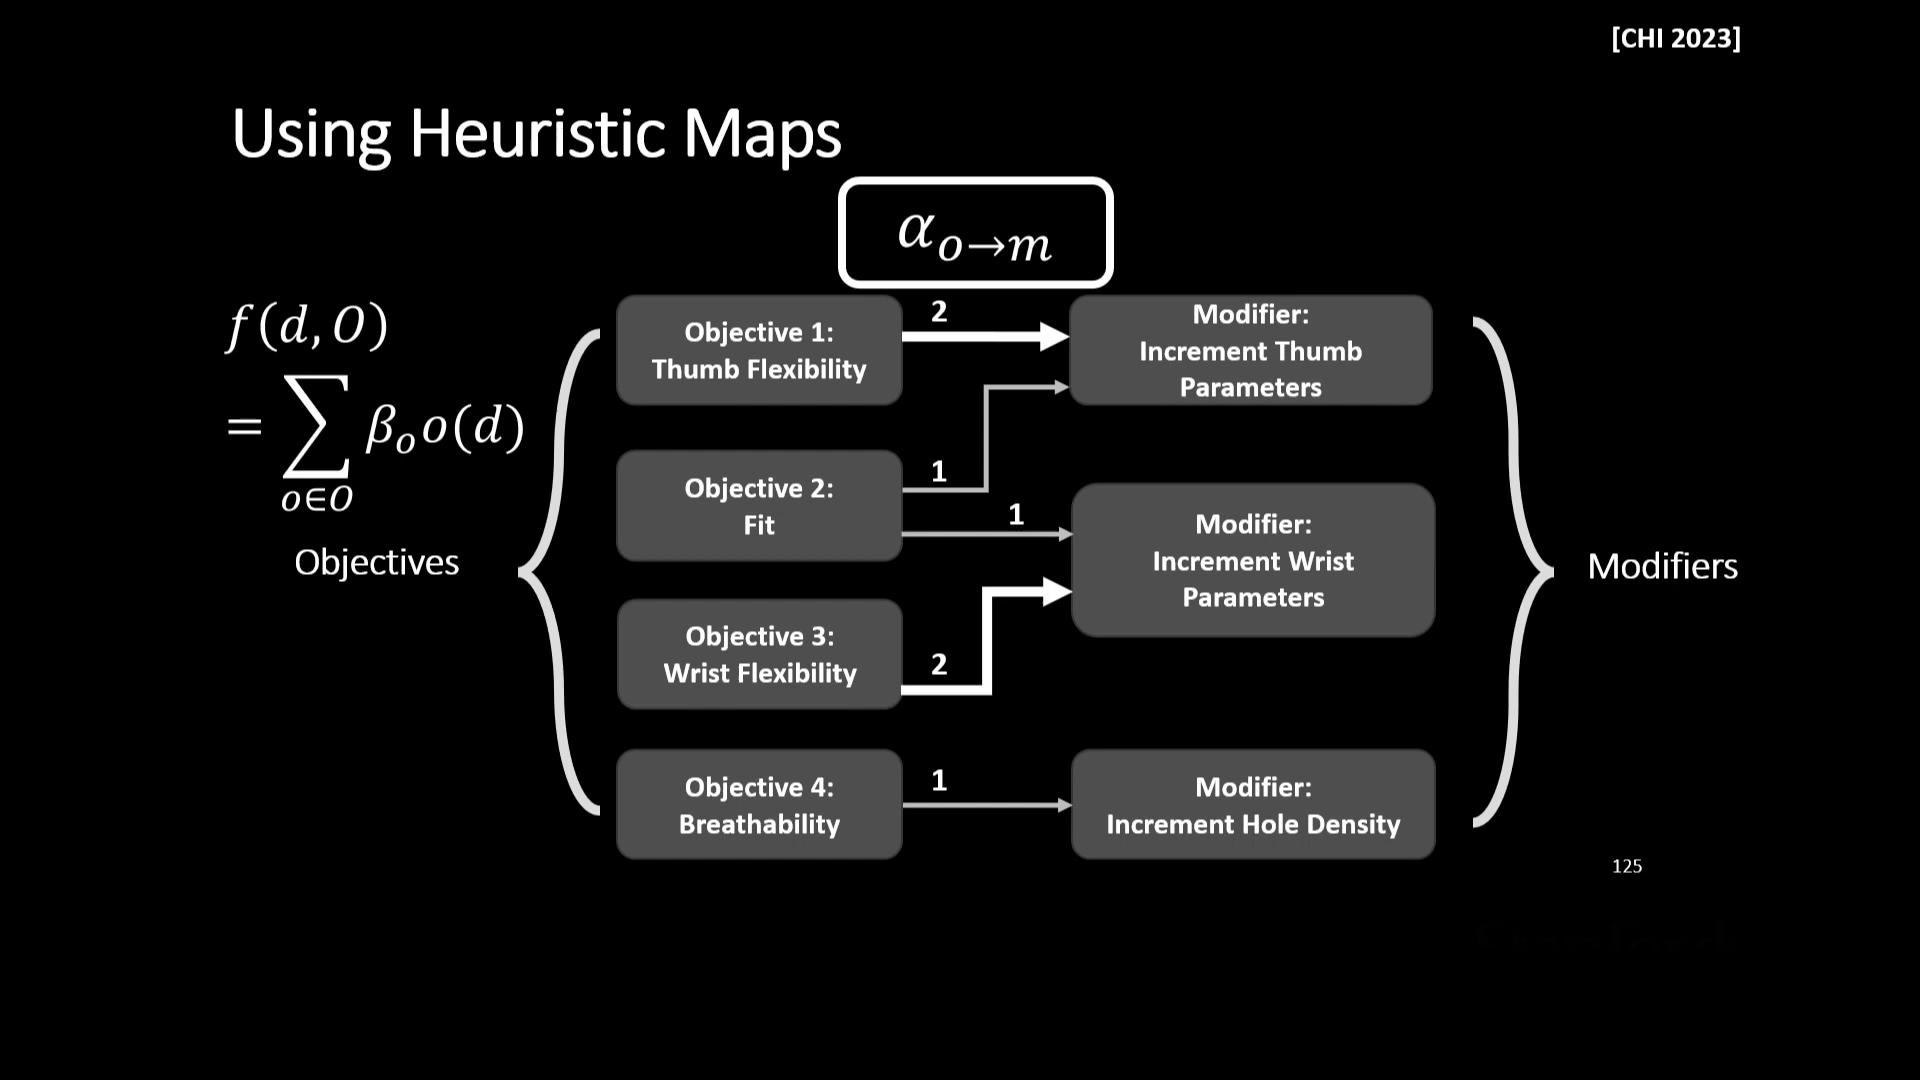 [CHI 2023]
Using Heuristic Maps
α_{o→m}
f(d, O)
= ∑_{o∈O} β_o o(d)
Objectives
Objective 1:
Thumb Flexibility
2
Modifier:
Increment Thumb
Parameters
Objective 2:
Fit
1
1
Modifier:
Increment Wrist
Parameters
Objective 3:
Wrist Flexibility
2
Objective 4:
Breathability
1
Modifier:
Increment Hole Density
Modifiers
125